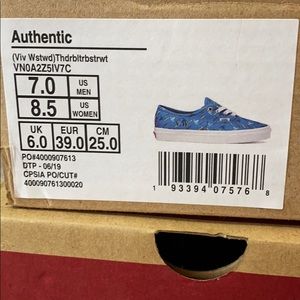 Authentic
(Viv Wstwd)Thdrbltrbstrwt
VN0A2Z5IV7C
7.0 US MEN
8.5 US WOMEN
UK EUR CM
6.0 39.0 25.0
PO#4000907613
DTP - 06/19
CPSIA PO/CUT#
400090761300020
1 93394 07576 8